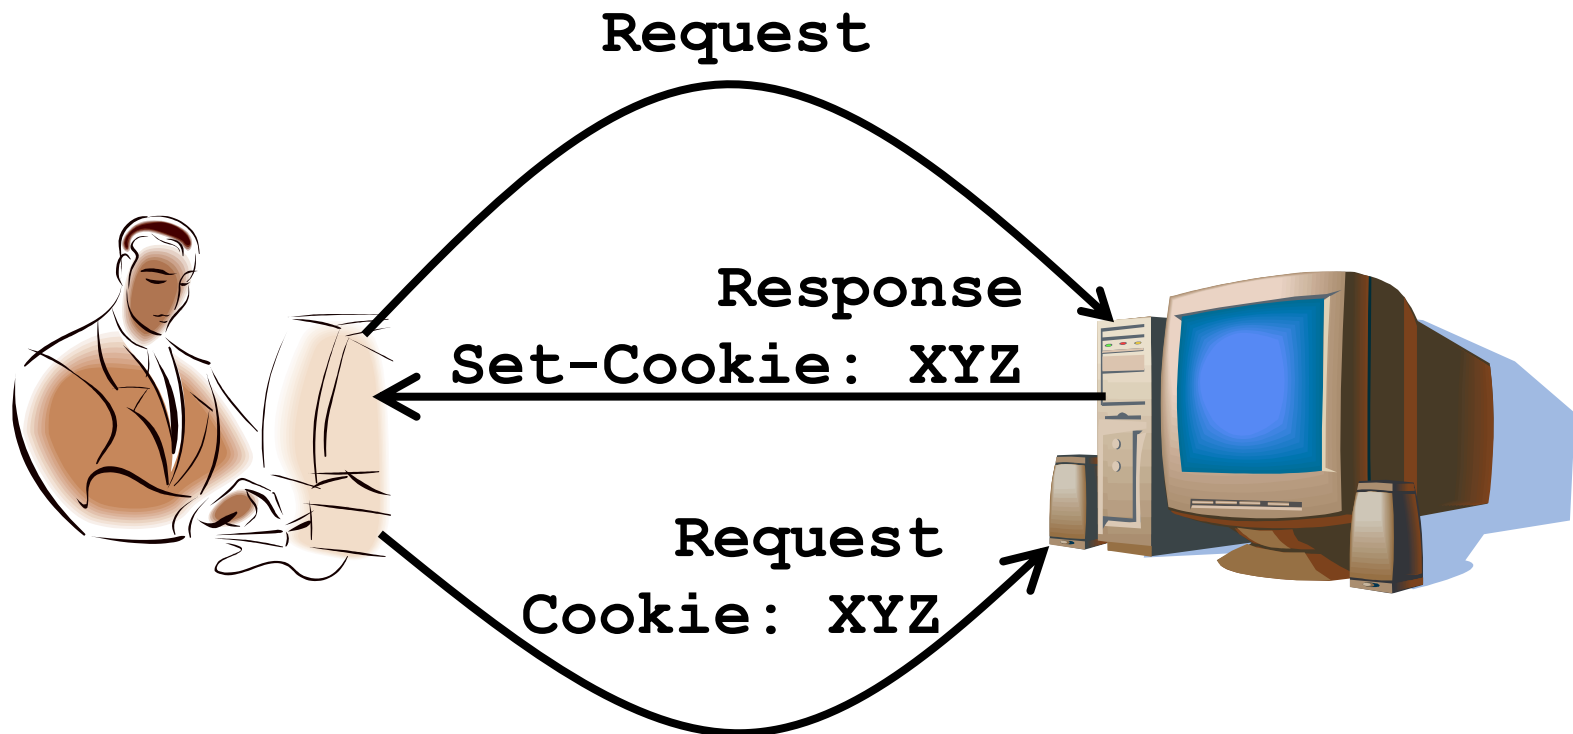 Request
Response
Set-Cookie: XYZ
Request
Cookie: XYZ